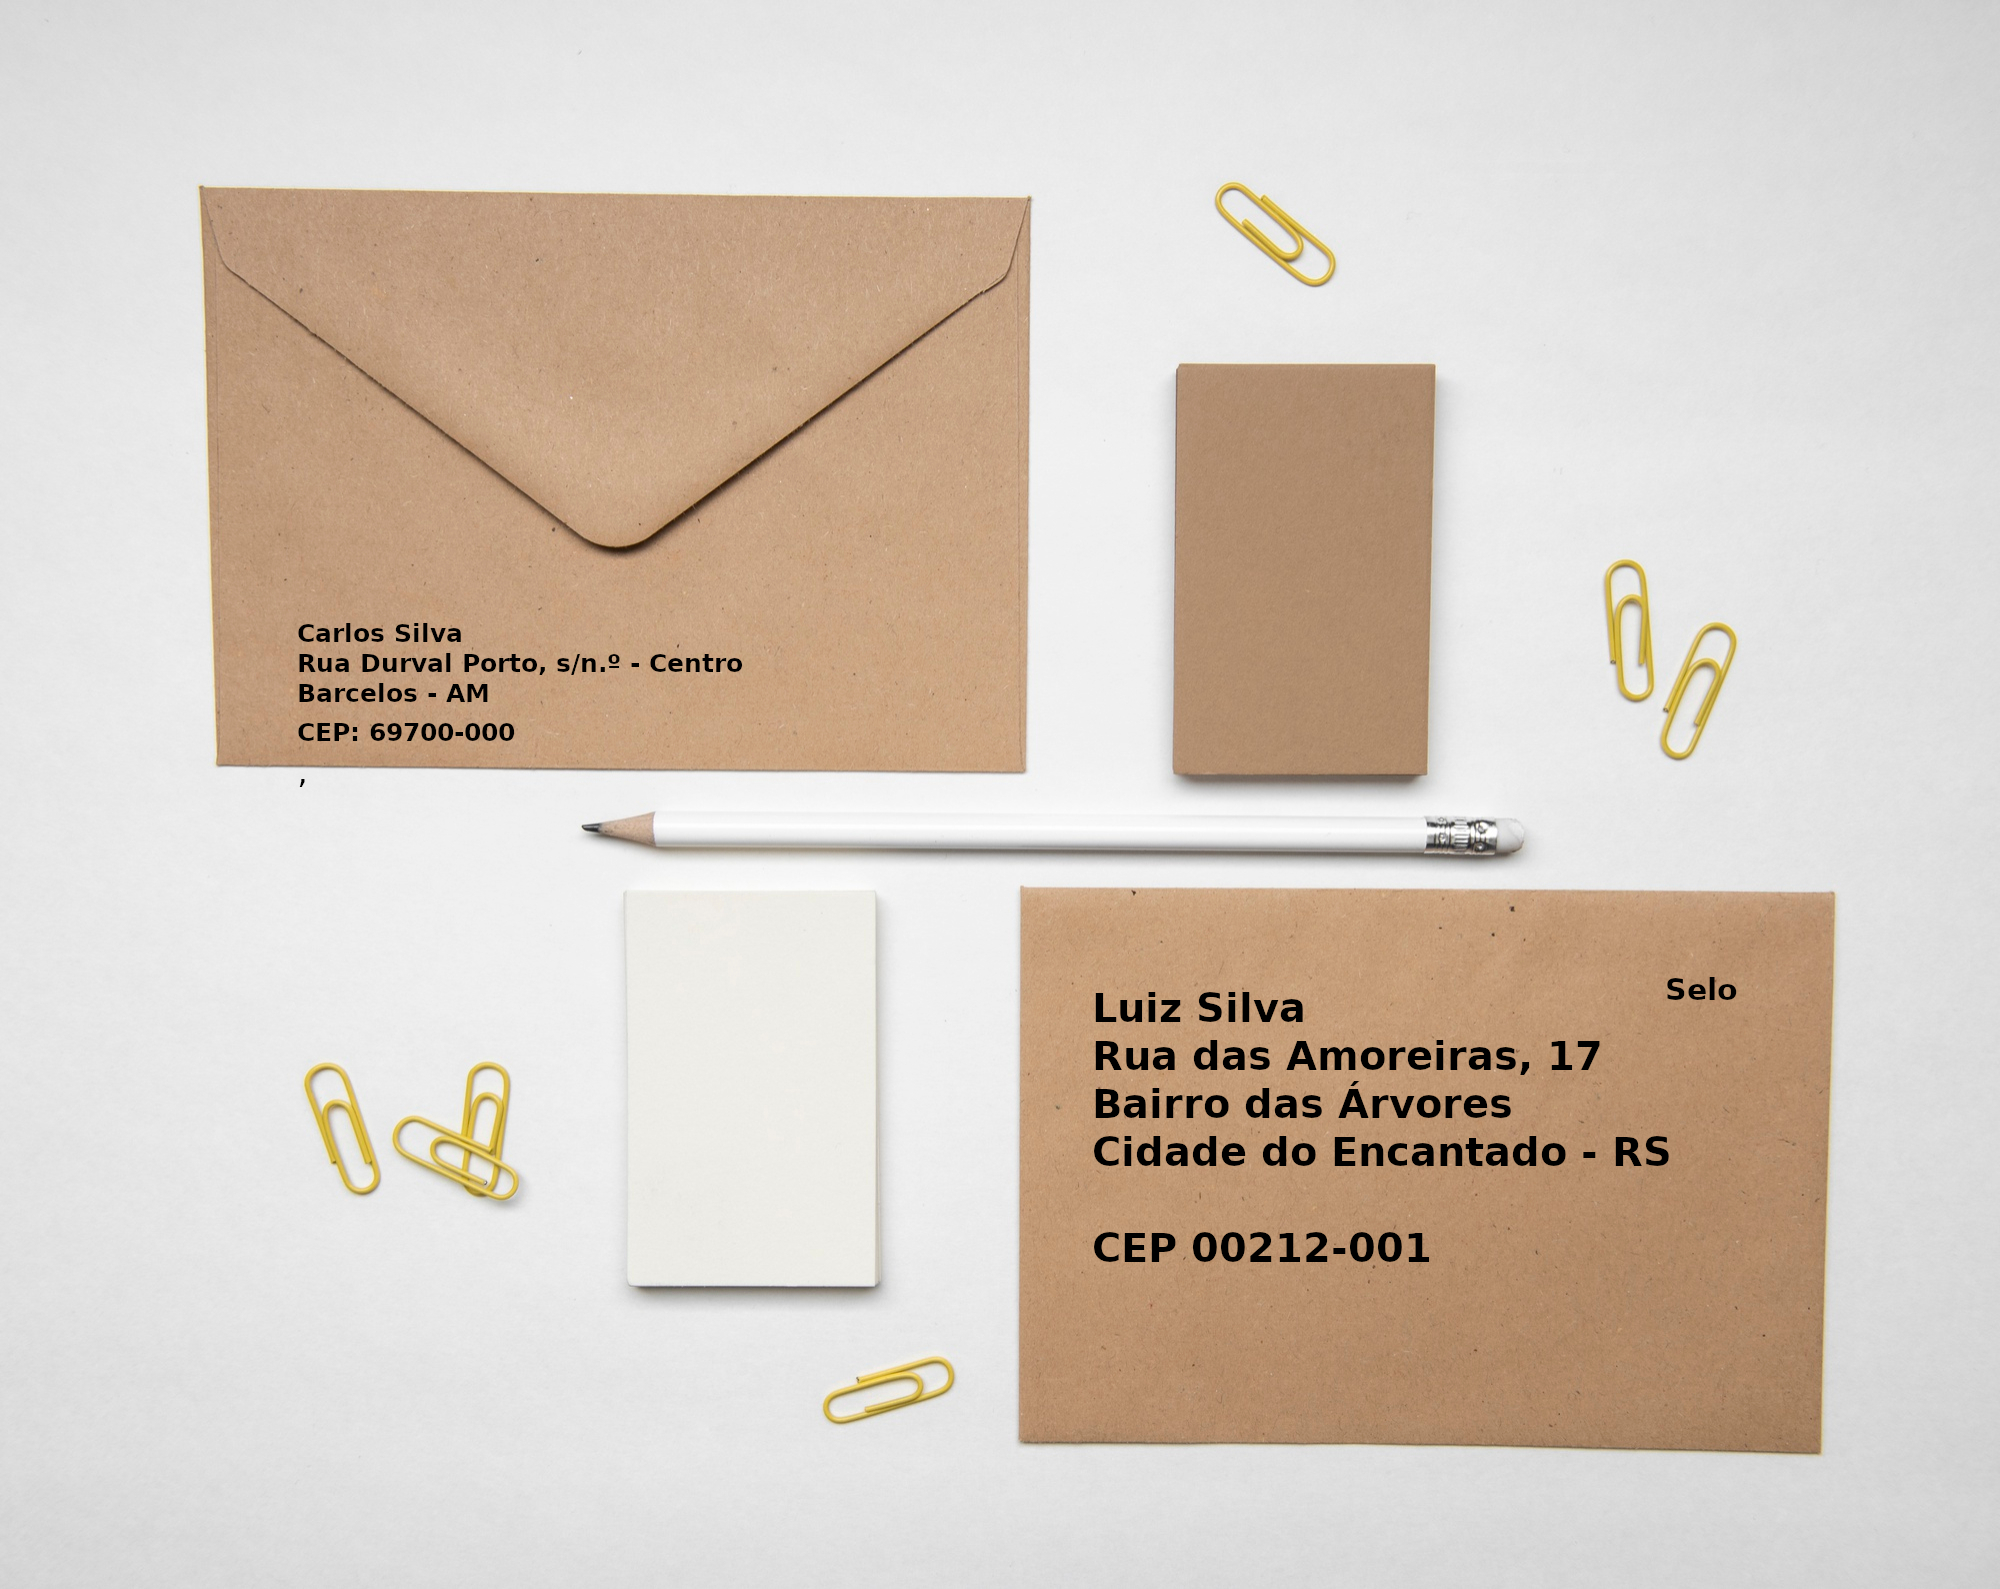 Carlos Silva
Rua Durval Porto, s/n.º - Centro
Barcelos - AM
CEP: 69700-000
,
Selo
Luiz Silva
Rua das Amoreiras, 17
Bairro das Árvores
Cidade do Encantado - RS
CEP 00212-001